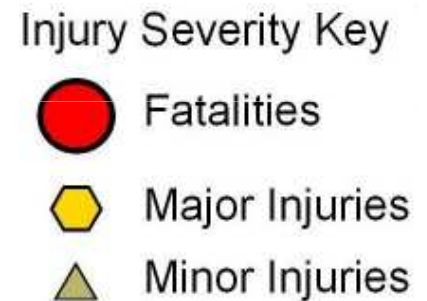 Injury Severity Key
Fatalities
Major Injuries
Minor Injuries